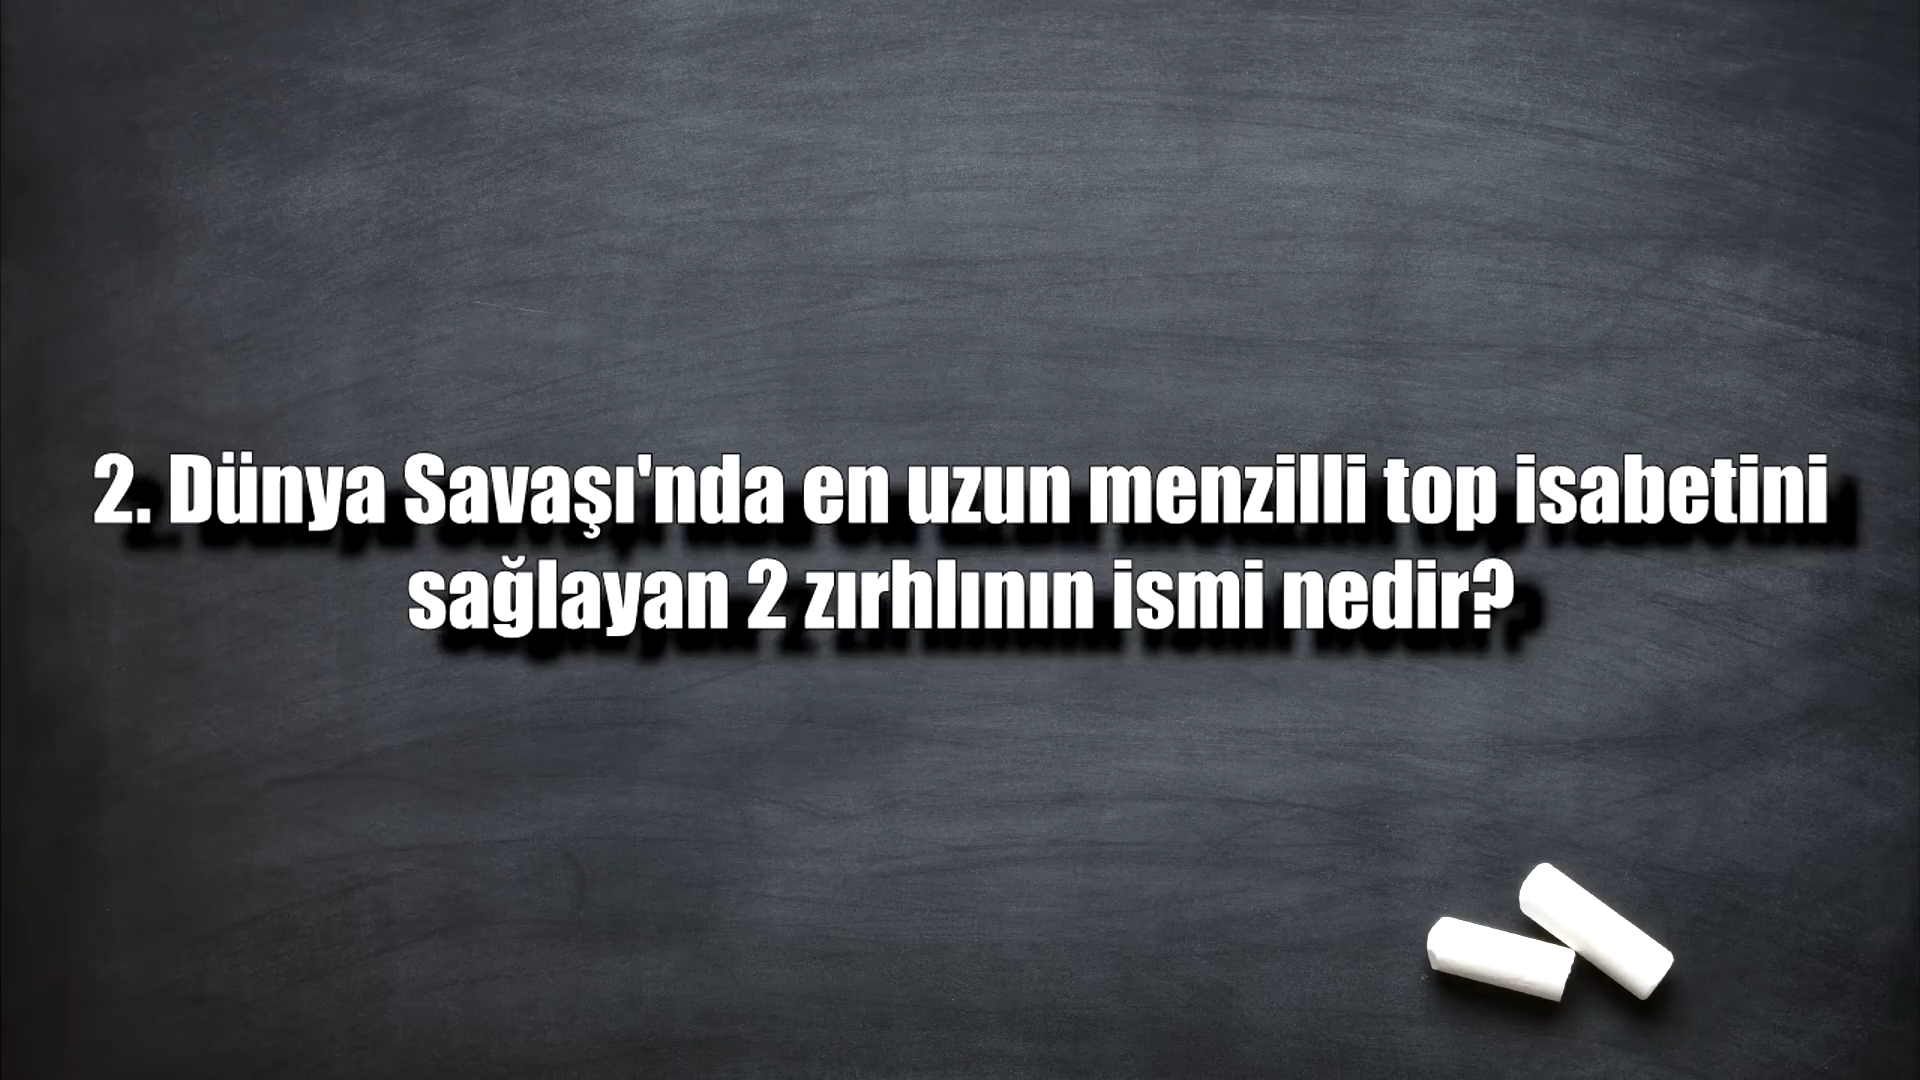 2. Dünya Savaşı'nda en uzun menzilli top isabetini
sağlayan 2 zırhlının ismi nedir?